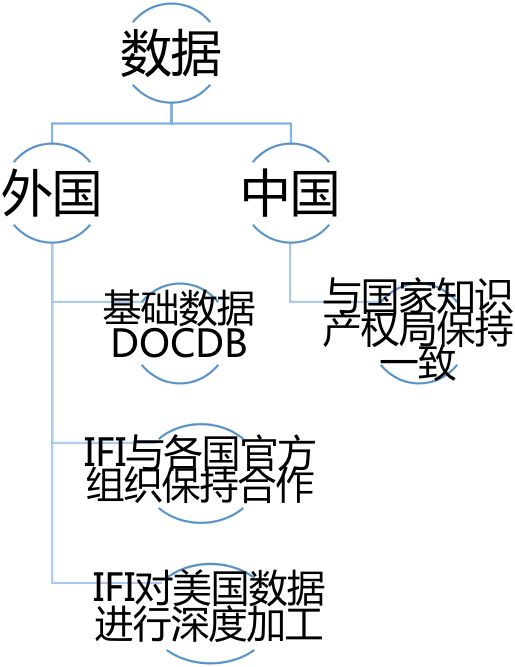 数据
外国
中国
基础数据
DOCDB
与国家知识
产权局保持
一致
IFI与各国官方
组织保持合作
IFI对美国数据
进行深度加工